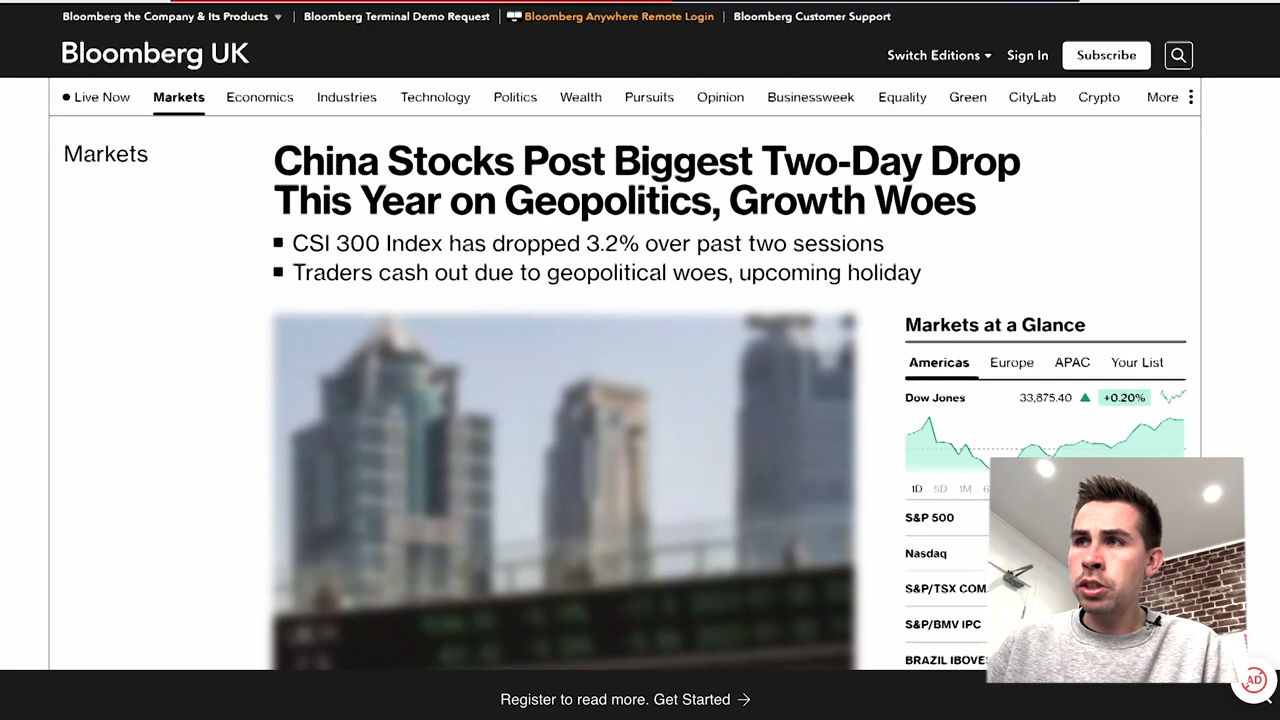 Bloomberg the Company & Its Products
Bloomberg Terminal Demo Request
Bloomberg Anywhere Remote Login
Bloomberg Customer Support
Bloomberg UK
Switch Editions
Sign In
Subscribe
Live Now
Markets
Economics
Industries
Technology
Politics
Wealth
Pursuits
Opinion
Businessweek
Equality
Green
CityLab
Crypto
More
Markets
China Stocks Post Biggest Two-Day Drop
This Year on Geopolitics, Growth Woes
CSI 300 Index has dropped 3.2% over past two sessions
Traders cash out due to geopolitical woes, upcoming holiday
Markets at a Glance
Americas
Europe
APAC
Your List
Dow Jones 33,875.40 +0.20%
1D 5D 1M
S&P 500
Nasdaq
S&P/TSX COM
S&P/BMV IPC
BRAZIL IBOVES
Register to read more. Get Started →
AD